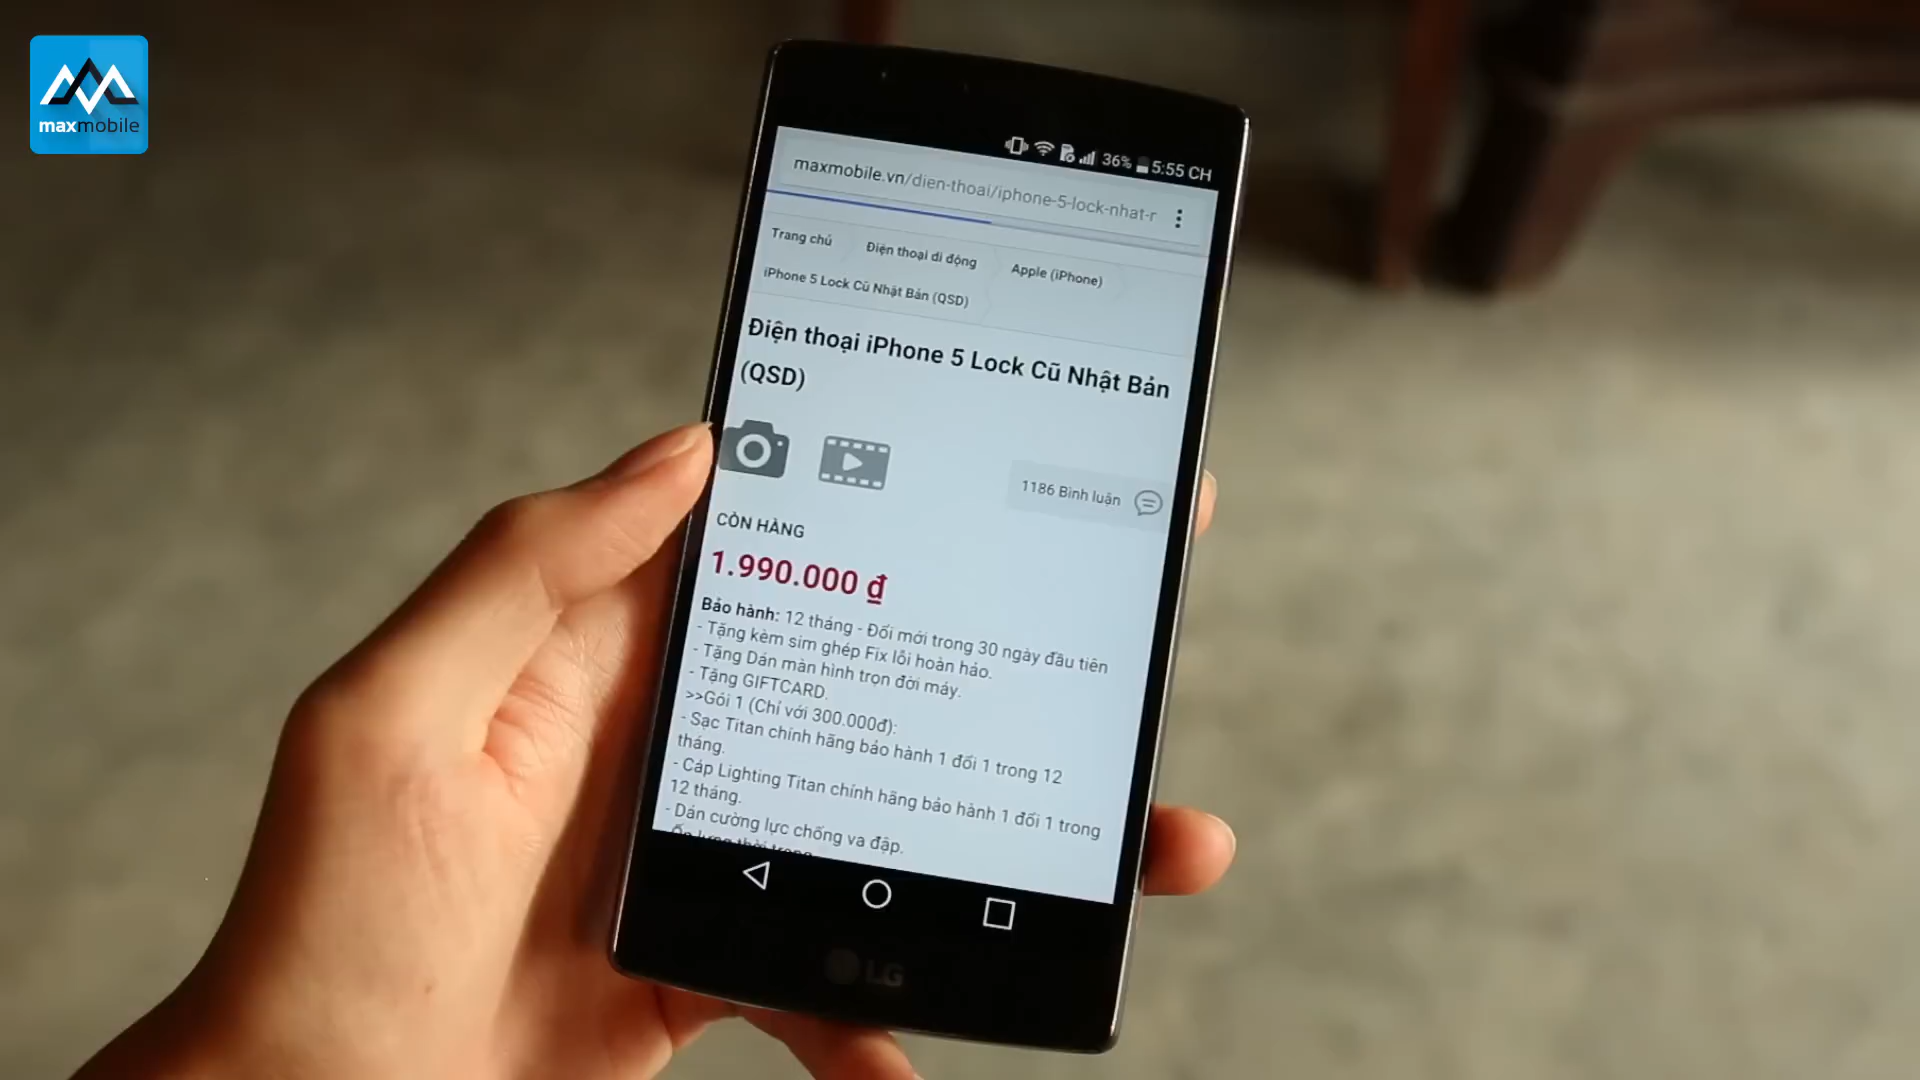 maxmobile
36% 5:55 CH
maxmobile.vn/dien-thoai/iphone-5-lock-nhat-r
Trang chủ Điện thoại di động Apple (iPhone)
iPhone 5 Lock Cũ Nhật Bản (QSD)
Điện thoại iPhone 5 Lock Cũ Nhật Bản
(QSD)
1186 Bình luận
CÒN HÀNG
1.990.000 ₫
Bảo hành: 12 tháng - Đổi mới trong 30 ngày đầu tiên
- Tặng kèm sim ghép Fix lỗi hoàn hảo.
- Tặng Dán màn hình trọn đời máy.
- Tặng GIFTCARD.
>>Gói 1 (Chỉ với 300.000đ):
- Sạc Titan chính hãng bảo hành 1 đổi 1 trong 12
tháng.
- Cáp Lighting Titan chính hãng bảo hành 1 đổi 1 trong
12 tháng.
- Dán cường lực chống va đập.
LG